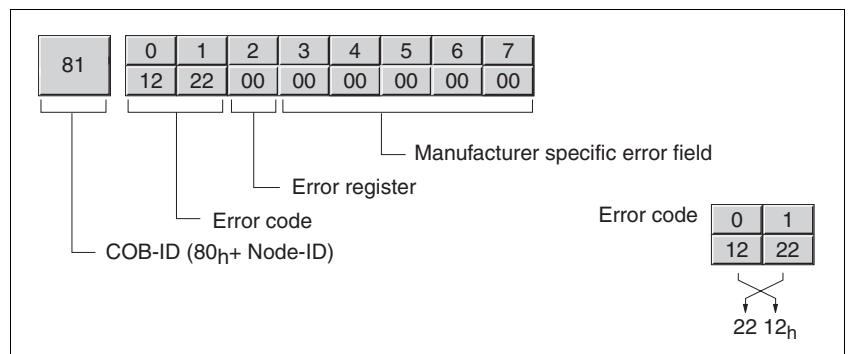 81
0 1 2 3 4 5 6 7
12 22 00 00 00 00 00 00
Manufacturer specific error field
Error register
Error code
COB-ID (80h+ Node-ID)
Error code
0 1
12 22
22 12h